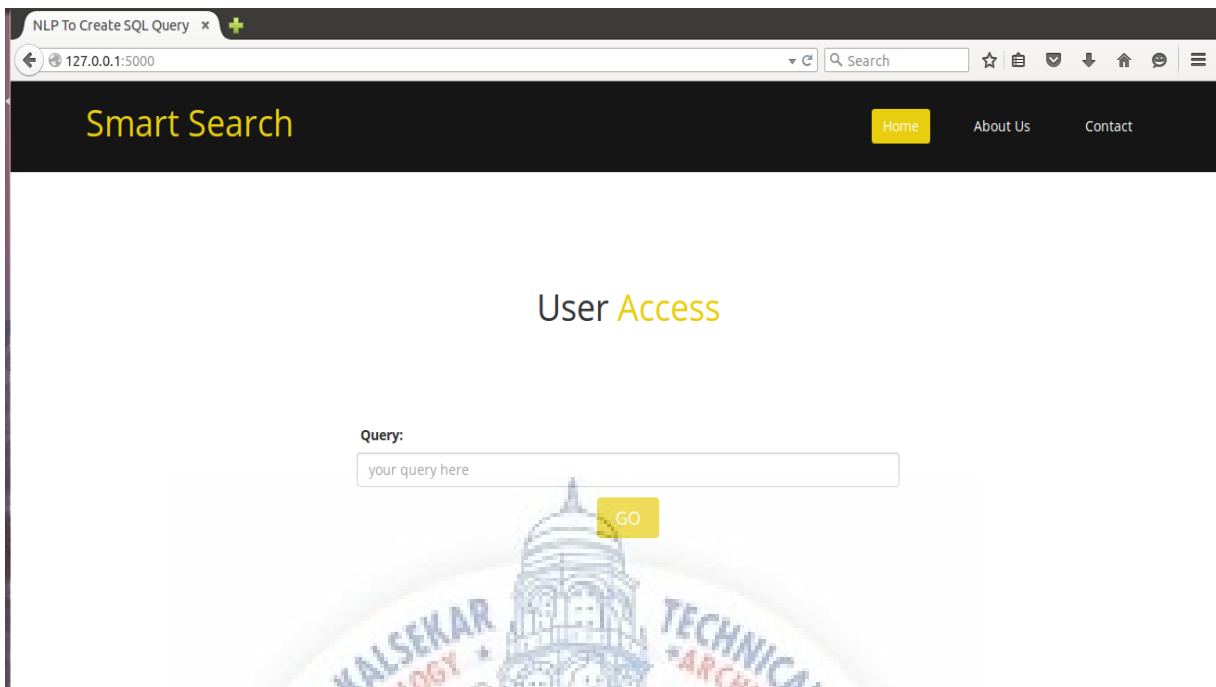 NLP To Create SQL Query
127.0.0.1:5000
Search
Smart Search
Home About Us Contact
User Access
Query:
your query here
GO
KALSEKAR TECHNICAL